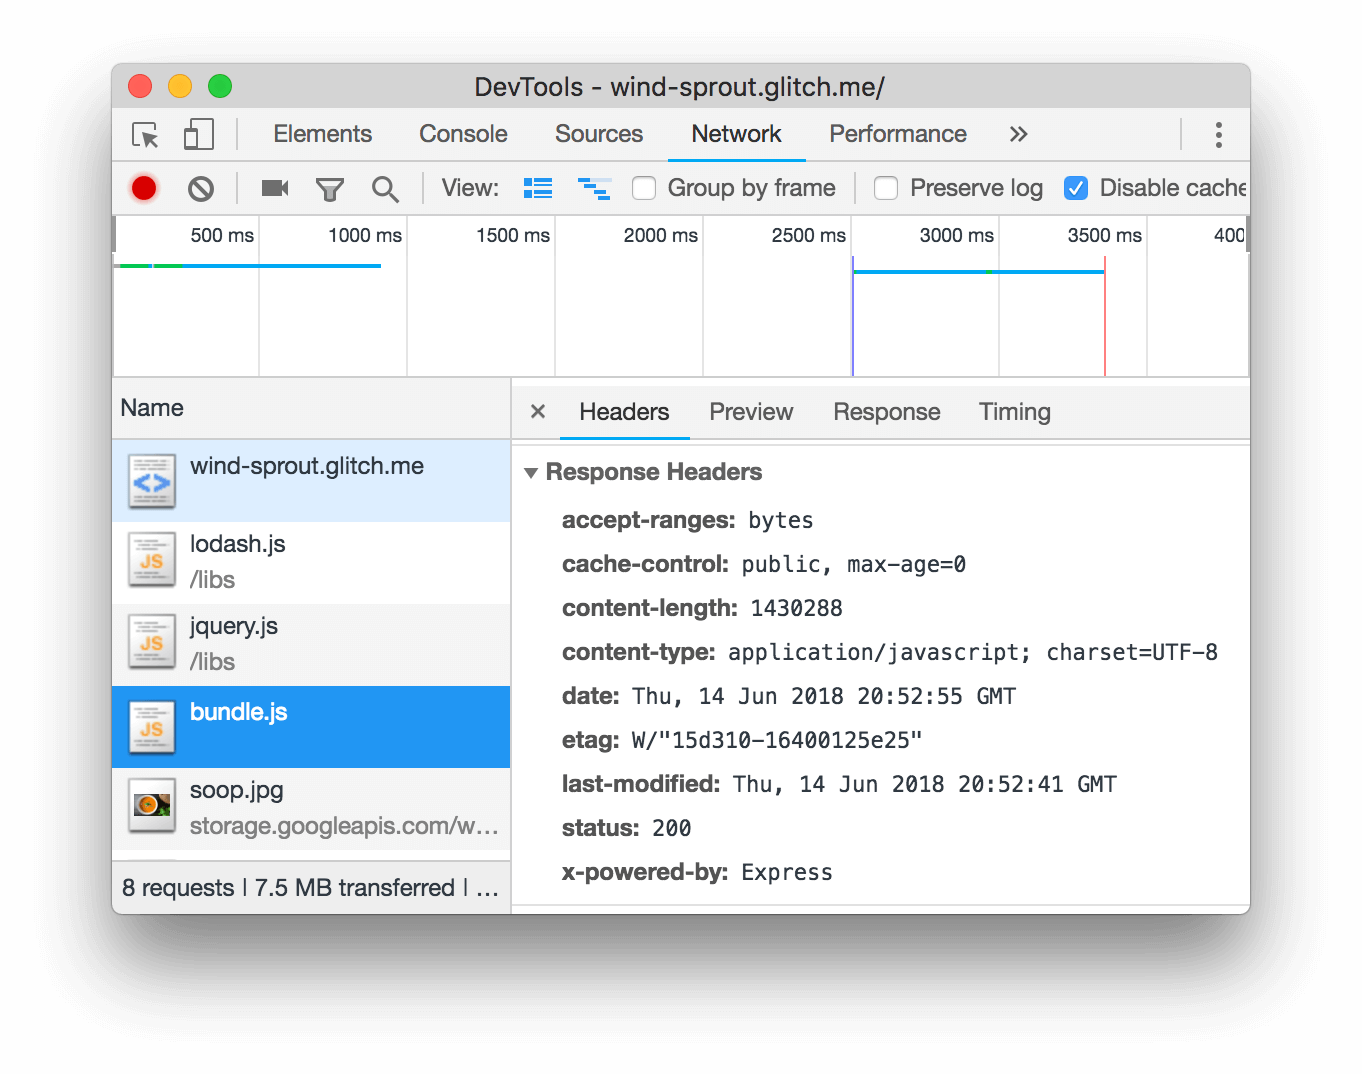 DevTools - wind-sprout.glitch.me/
Elements Console Sources Network Performance »
View: Group by frame Preserve log Disable cache
500 ms 1000 ms 1500 ms 2000 ms 2500 ms 3000 ms 3500 ms 400
Name
Headers Preview Response Timing
wind-sprout.glitch.me
JS lodash.js
/libs
JS jquery.js
/libs
JS bundle.js
soop.jpg
storage.googleapis.com/w...
8 requests | 7.5 MB transferred | ...
Response Headers
accept-ranges: bytes
cache-control: public, max-age=0
content-length: 1430288
content-type: application/javascript; charset=UTF-8
date: Thu, 14 Jun 2018 20:52:55 GMT
etag: W/"15d310-16400125e25"
last-modified: Thu, 14 Jun 2018 20:52:41 GMT
status: 200
x-powered-by: Express